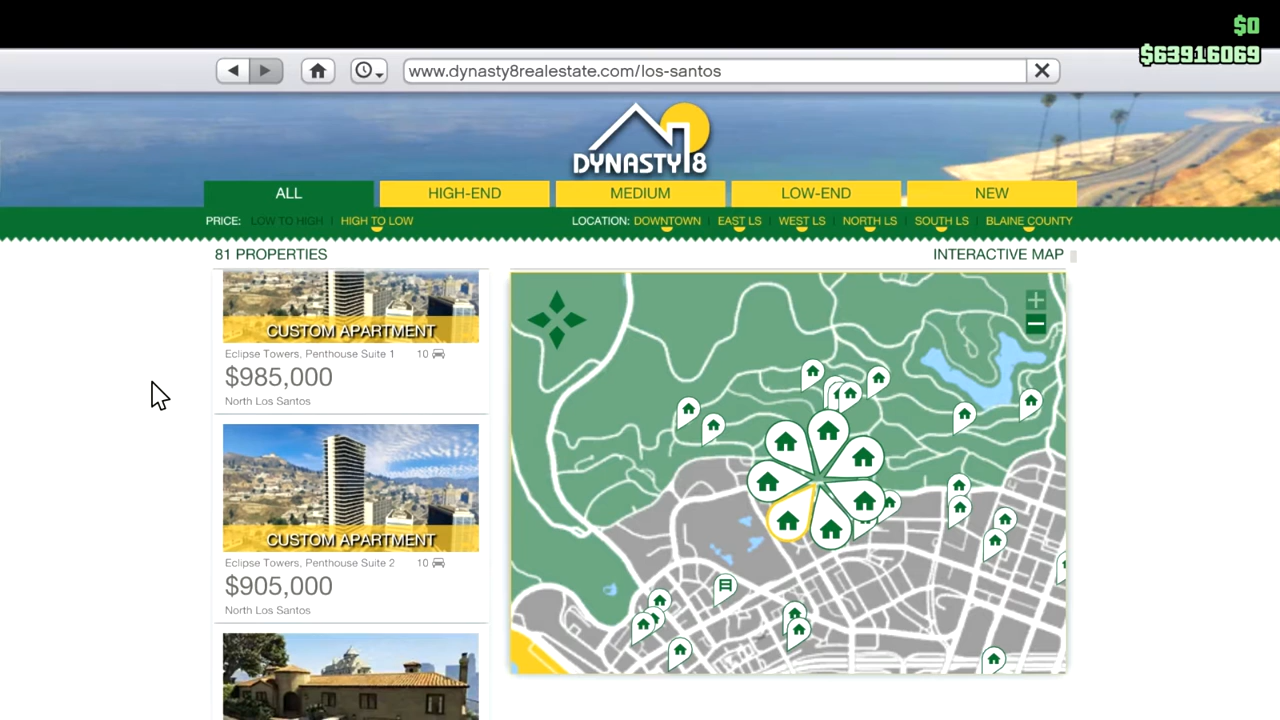 $0
$63916069
www.dynasty8realestate.com/los-santos
DYNASTY 8
ALL
HIGH-END
MEDIUM
LOW-END
NEW
PRICE: LOW TO HIGH | HIGH TO LOW
LOCATION: DOWNTOWN | EAST LS | WEST LS | NORTH LS | SOUTH LS | BLAINE COUNTY
81 PROPERTIES
INTERACTIVE MAP
CUSTOM APARTMENT
Eclipse Towers, Penthouse Suite 1 10
$985,000
North Los Santos
CUSTOM APARTMENT
Eclipse Towers, Penthouse Suite 2 10
$905,000
North Los Santos